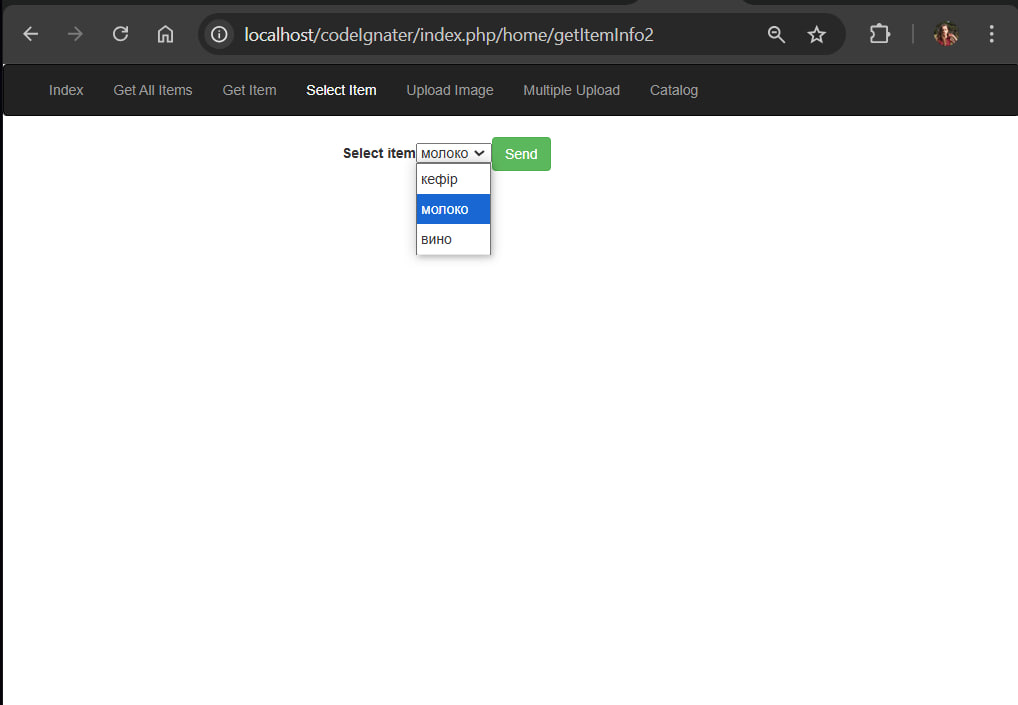 localhost/codeIgnater/index.php/home/getItemInfo2
Index Get All Items Get Item Select Item Upload Image Multiple Upload Catalog
Select item молоко Send
кефір
молоко
вино